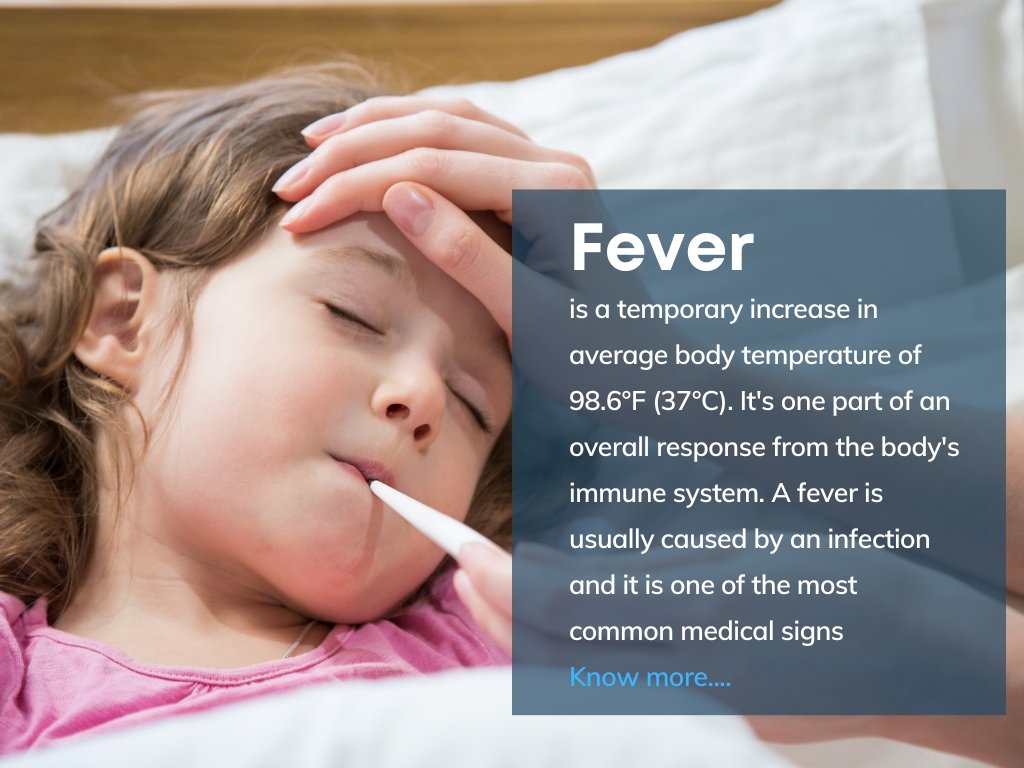 Fever
is a temporary increase in
average body temperature of
98.6°F (37°C). It's one part of an
overall response from the body's
immune system. A fever is
usually caused by an infection
and it is one of the most
common medical signs
Know more....